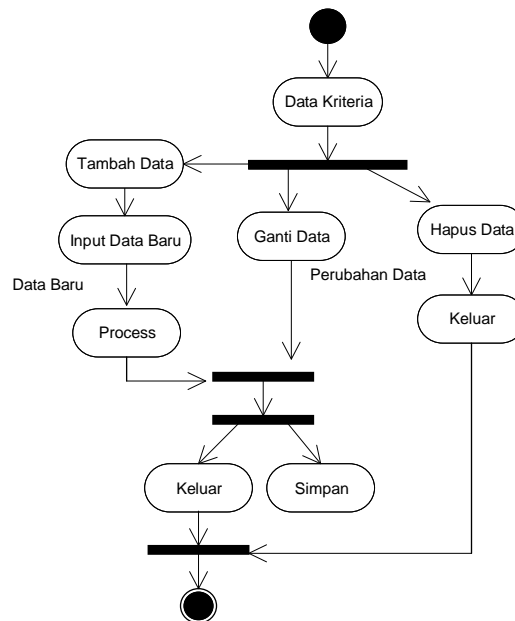 Data Kriteria
Tambah Data
Input Data Baru
Ganti Data
Hapus Data
Data Baru
Perubahan Data
Process
Keluar
Keluar
Simpan